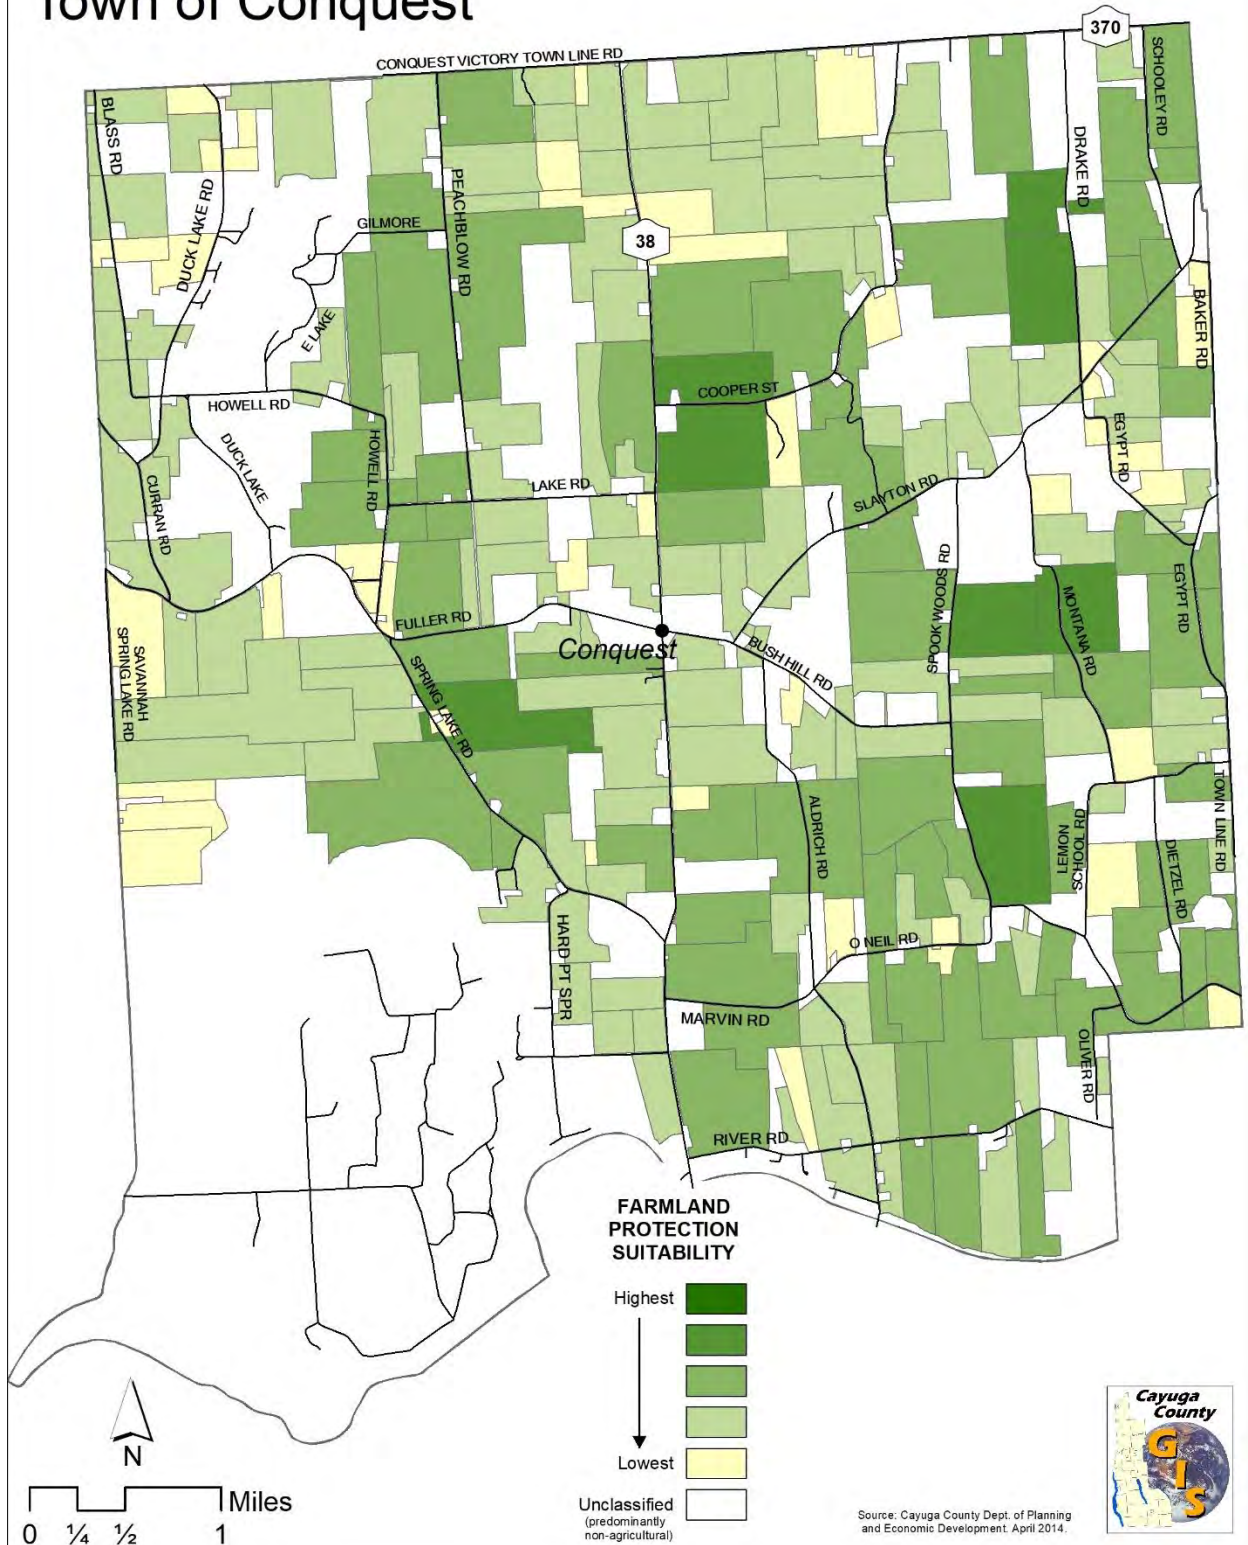 Town of Conquest
370
CONQUEST VICTORY TOWN LINE RD
SCHOOLEY RD
BLASS RD
DRAKE RD
PEACHBLOW RD
DUCK LAKE RD
GILMORE
38
BAKER RD
E LAKE
COOPER ST
HOWELL RD
EGYPT RD
HOWELL RD
DUCK LAKE
LAKE RD
SLAYTON RD
CURRAN RD
SPOOK WOODS RD
EGYPT RD
MONTANA RD
FULLER RD
Conquest
BUSH HILL RD
SAVANNAH
SPRING LAKE RD
SPRING LAKE RD
TOWN LINE RD
ALDRICH RD
LEMON
SCHOOL RD
DIETZEL RD
HARD PT SPR
O NEIL RD
MARVIN RD
OLIVER RD
RIVER RD
FARMLAND
PROTECTION
SUITABILITY
Highest
Lowest
Unclassified
(predominantly
non-agricultural)
N
Miles
0 ¼ ½ 1
Source: Cayuga County Dept. of Planning
and Economic Development. April 2014.
Cayuga
County
G
I
S